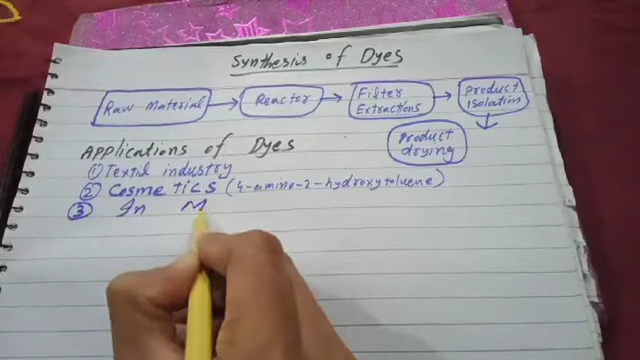 Synthesis of Dyes
Raw Material Reactor Filter Extractions Product Isolation
Product drying
Applications of Dyes
① Textil industry
② Cosmetics (4-amino-2-hydroxytoluene)
③ In M